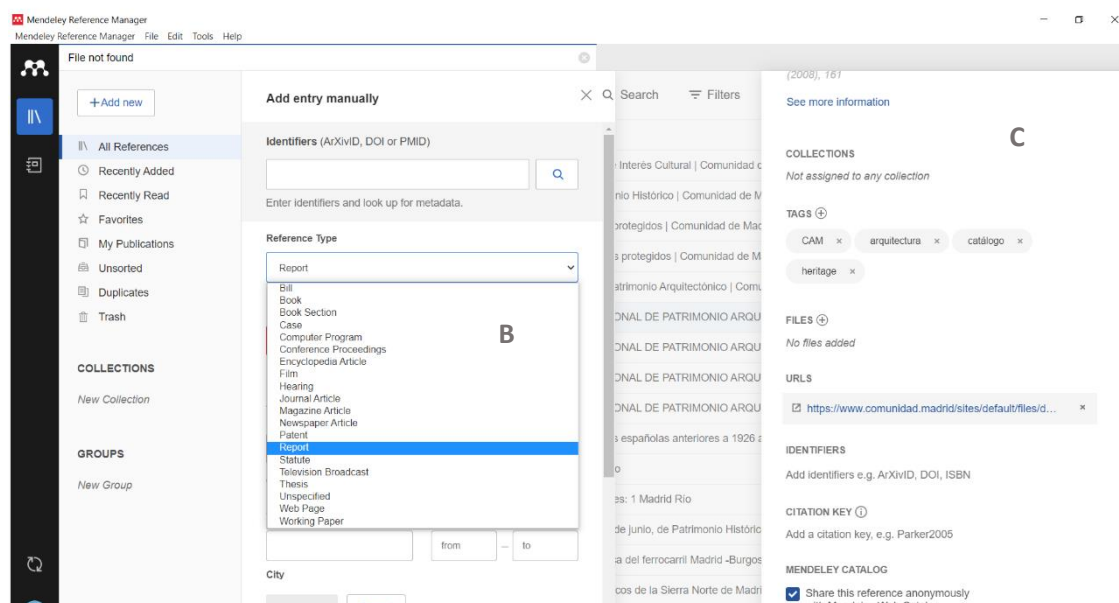 Mendeley Reference Manager
Mendeley Reference Manager File Edit Tools Help
File not found
+Add new
All References
Recently Added
Recently Read
Favorites
My Publications
Unsorted
Duplicates
Trash
COLLECTIONS
New Collection
GROUPS
New Group
Add entry manually
Identifiers (ArXivID, DOI or PMID)
Enter identifiers and look up for metadata.
Reference Type
Report
Bill
Book
Book Section
Case
Computer Program
Conference Proceedings
Encyclopedia Article
Film
Hearing
Journal Article
Magazine Article
Newspaper Article
Patent
Report
Statute
Television Broadcast
Thesis
Unspecified
Web Page
Working Paper
B
from – to
City
Search Filters
Interés Cultural | Comunidad
Histórico | Comunidad de M
protegidos | Comunidad de Mad
protegidos | Comunidad de M
Arquitectónico | Comu
DE PATRIMONIO ARQU
DE PATRIMONIO ARQU
DE PATRIMONIO ARQU
DE PATRIMONIO ARQU
españolas anteriores a 1926
1 Madrid Río
de junio, de Patrimonio Históric
del ferrocarril Madrid -Burgos
de la Sierra Norte de Madri
(2008), 161
See more information
C
COLLECTIONS
Not assigned to any collection
TAGS
CAM × arquitectura × catálogo ×
heritage ×
FILES
No files added
URLS
https://www.comunidad.madrid/sites/default/files/d... ×
IDENTIFIERS
Add identifiers e.g. ArXivID, DOI, ISBN
CITATION KEY
Add a citation key, e.g. Parker2005
MENDELEY CATALOG
Share this reference anonymously